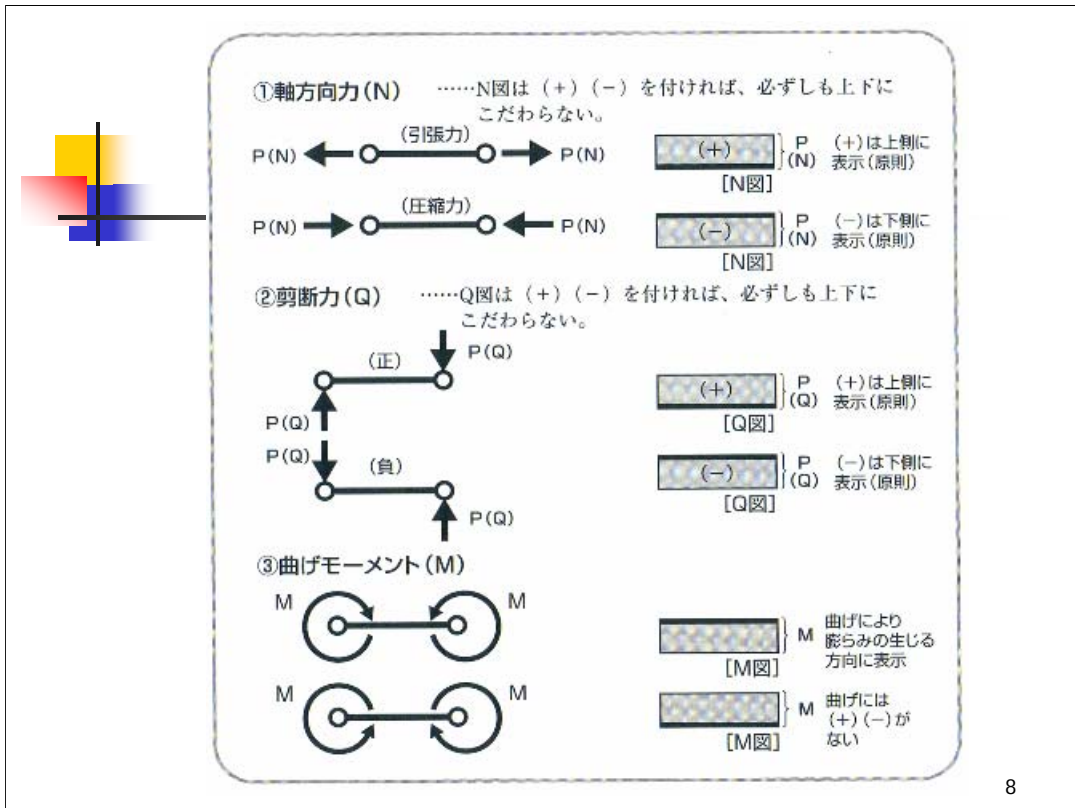 ①軸方向力(N) ……N図は(+)(−)を付ければ、必ずしも上下に
こだわらない。
(引張力)
P(N) P(N)
(+)
P
(N)
(+)は上側に
表示(原則)
[N図]
(圧縮力)
P(N) P(N)
(−)
P
(N)
(−)は下側に
表示(原則)
[N図]
②剪断力(Q) ……Q図は(+)(−)を付ければ、必ずしも上下に
こだわらない。
P(Q)
(正)
P(Q)
(+)
P
(Q)
(+)は上側に
表示(原則)
[Q図]
P(Q)
(負)
P(Q)
(−)
P
(Q)
(−)は下側に
表示(原則)
[Q図]
③曲げモーメント(M)
M M
M
曲げにより
膨らみの生じる
方向に表示
[M図]
M M
M
曲げには
(+)(−)が
ない
[M図]
8